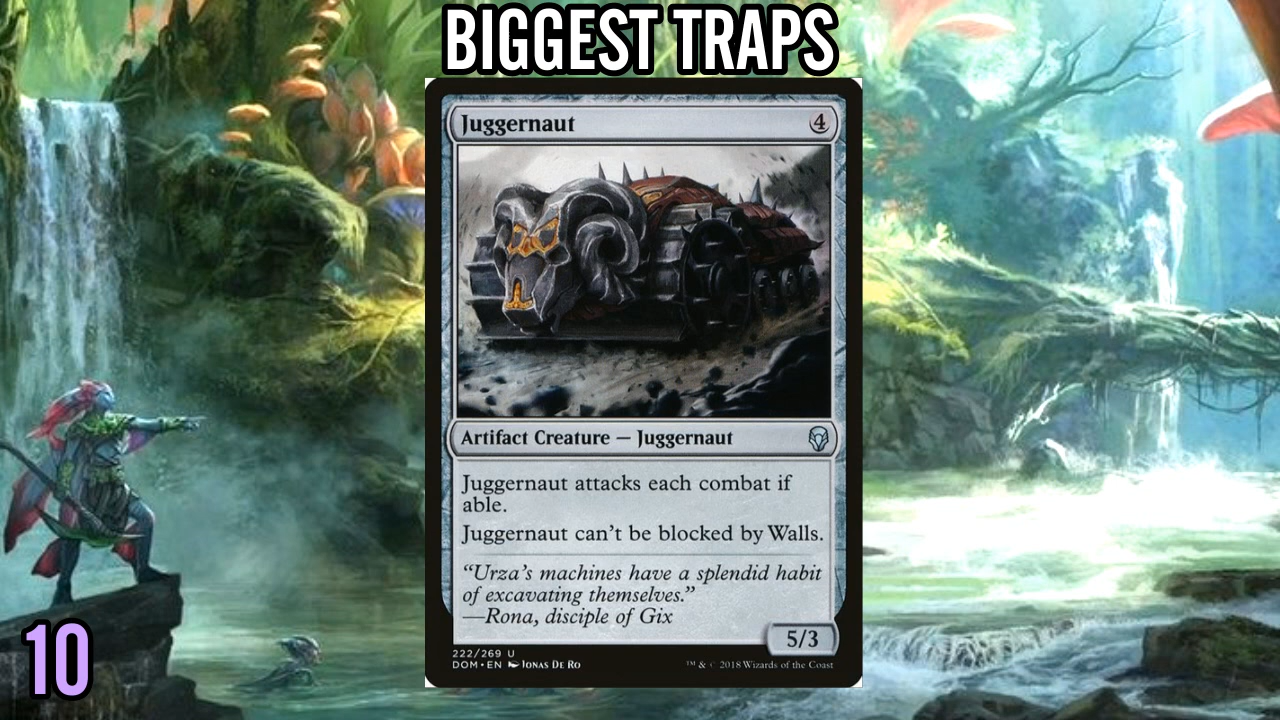 BIGGEST TRAPS
Juggernaut 4
Artifact Creature — Juggernaut
Juggernaut attacks each combat if
able.
Juggernaut can't be blocked by Walls.
"Urza's machines have a splendid habit
of excavating themselves."
—Rona, disciple of Gix
5/3
222/269 U
DOM • EN Jonas De Ro
™ & © 2018 Wizards of the Coast
10